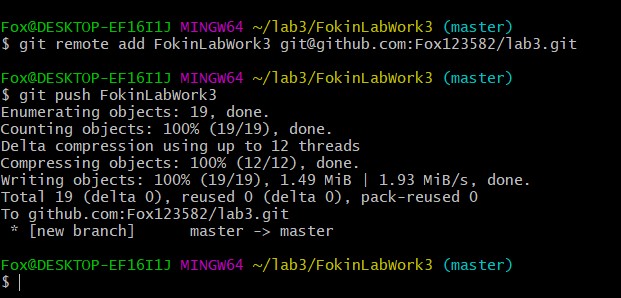 Fox@DESKTOP-EF16I1J MINGW64 ~/lab3/FokinLabWork3 (master)
$ git remote add FokinLabWork3 git@github.com:Fox123582/lab3.git
Fox@DESKTOP-EF16I1J MINGW64 ~/lab3/FokinLabWork3 (master)
$ git push FokinLabWork3
Enumerating objects: 19, done.
Counting objects: 100% (19/19), done.
Delta compression using up to 12 threads
Compressing objects: 100% (12/12), done.
Writing objects: 100% (19/19), 1.49 MiB | 1.93 MiB/s, done.
Total 19 (delta 0), reused 0 (delta 0), pack-reused 0
To github.com:Fox123582/lab3.git
 * [new branch]      master -> master
Fox@DESKTOP-EF16I1J MINGW64 ~/lab3/FokinLabWork3 (master)
$